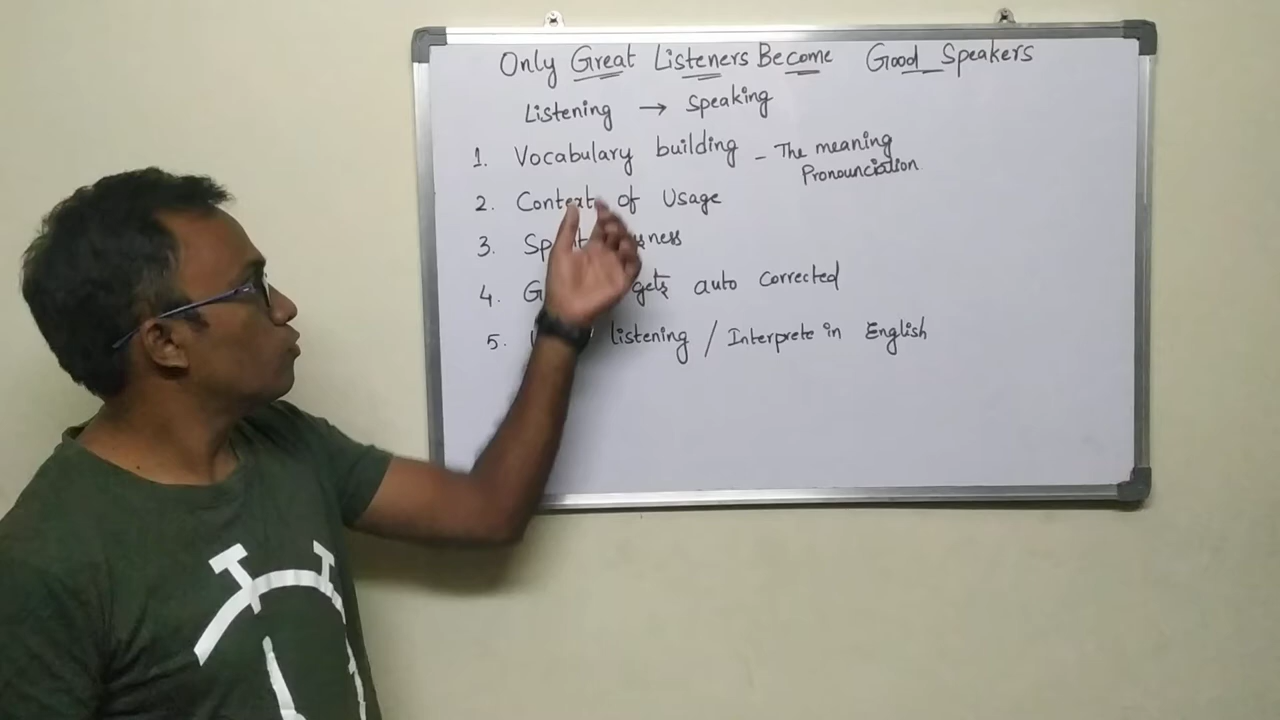 Only Great Listeners Become Good Speakers
Listening → Speaking
1. Vocabulary building - The meaning
Pronounciation
2. Context of Usage
3.
4. gets auto corrected
5. listening / Interprete in English